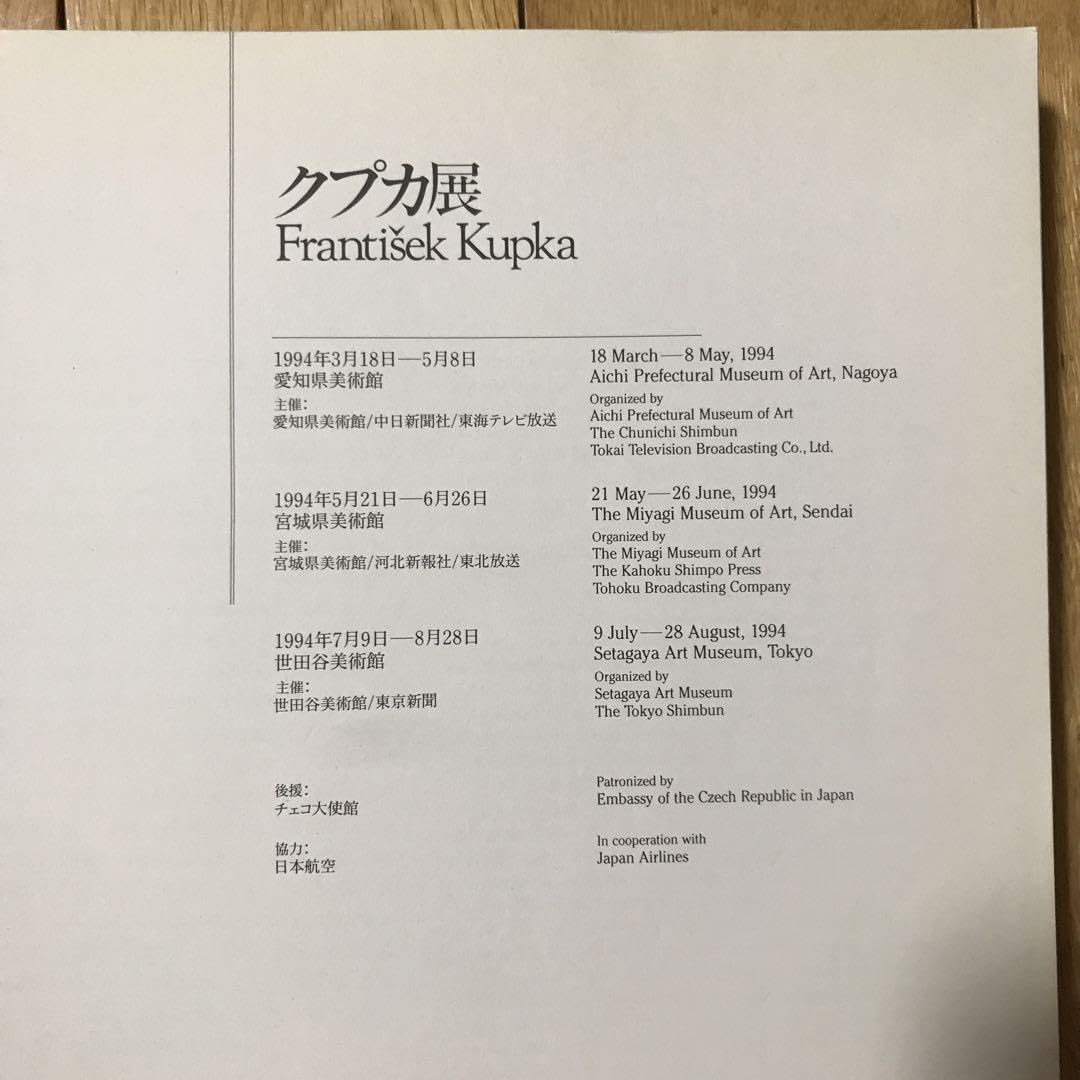 クプカ展
František Kupka
1994年3月18日—5月8日
愛知県美術館
主催：
愛知県美術館/中日新聞社/東海テレビ放送
18 March—8 May, 1994
Aichi Prefectural Museum of Art, Nagoya
Organized by
Aichi Prefectural Museum of Art
The Chunichi Shimbun
Tokai Television Broadcasting Co., Ltd.
1994年5月21日—6月26日
宮城県美術館
主催：
宮城県美術館/河北新報社/東北放送
21 May—26 June, 1994
The Miyagi Museum of Art, Sendai
Organized by
The Miyagi Museum of Art
The Kahoku Shimpo Press
Tohoku Broadcasting Company
1994年7月9日—8月28日
世田谷美術館
主催：
世田谷美術館/東京新聞
9 July—28 August, 1994
Setagaya Art Museum, Tokyo
Organized by
Setagaya Art Museum
The Tokyo Shimbun
後援：
チェコ大使館
Patronized by
Embassy of the Czech Republic in Japan
協力：
日本航空
In cooperation with
Japan Airlines